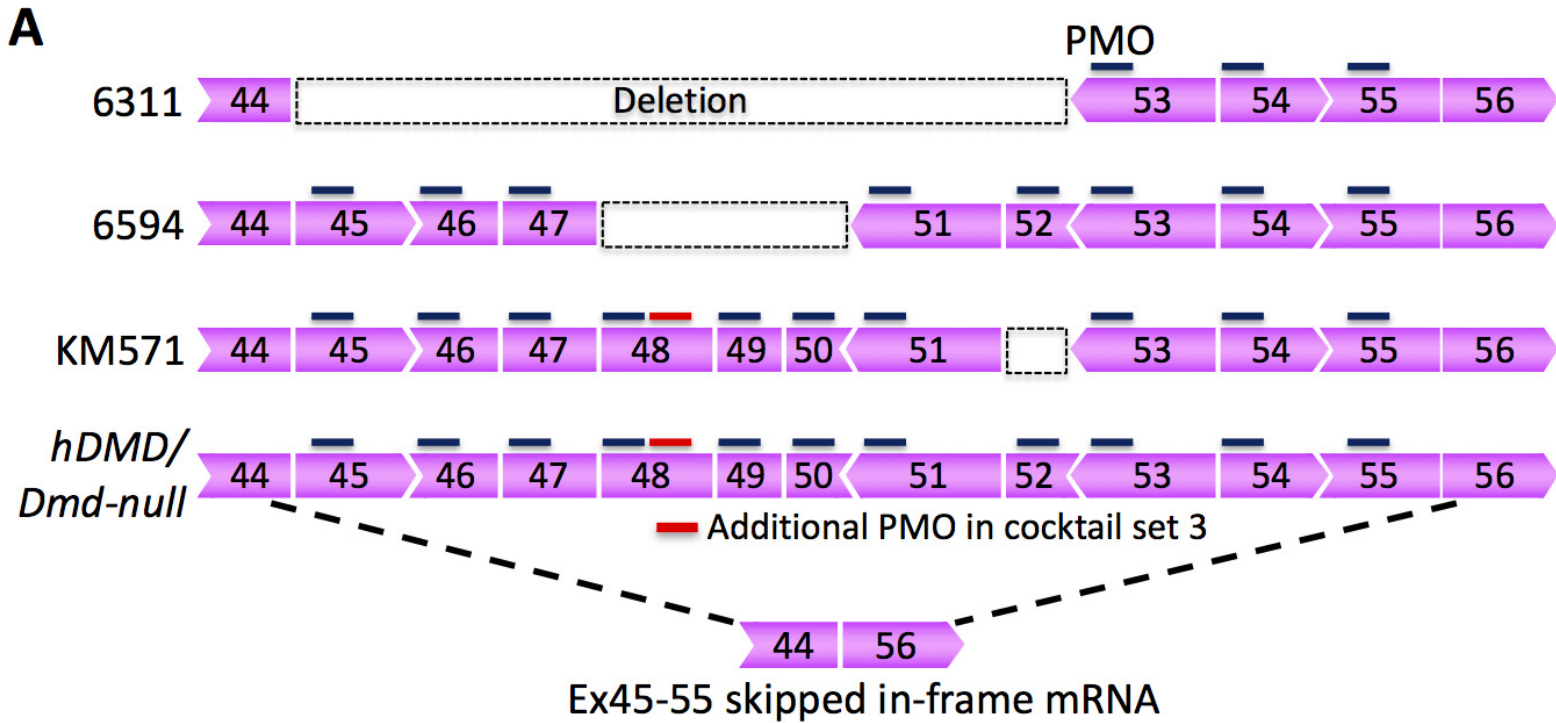 A
PMO
6311 44 Deletion 53 54 55 56
6594 44 45 46 47 51 52 53 54 55 56
KM571 44 45 46 47 48 49 50 51 53 54 55 56
hDMD/
Dmd-null 44 45 46 47 48 49 50 51 52 53 54 55 56
Additional PMO in cocktail set 3
44 56
Ex45-55 skipped in-frame mRNA